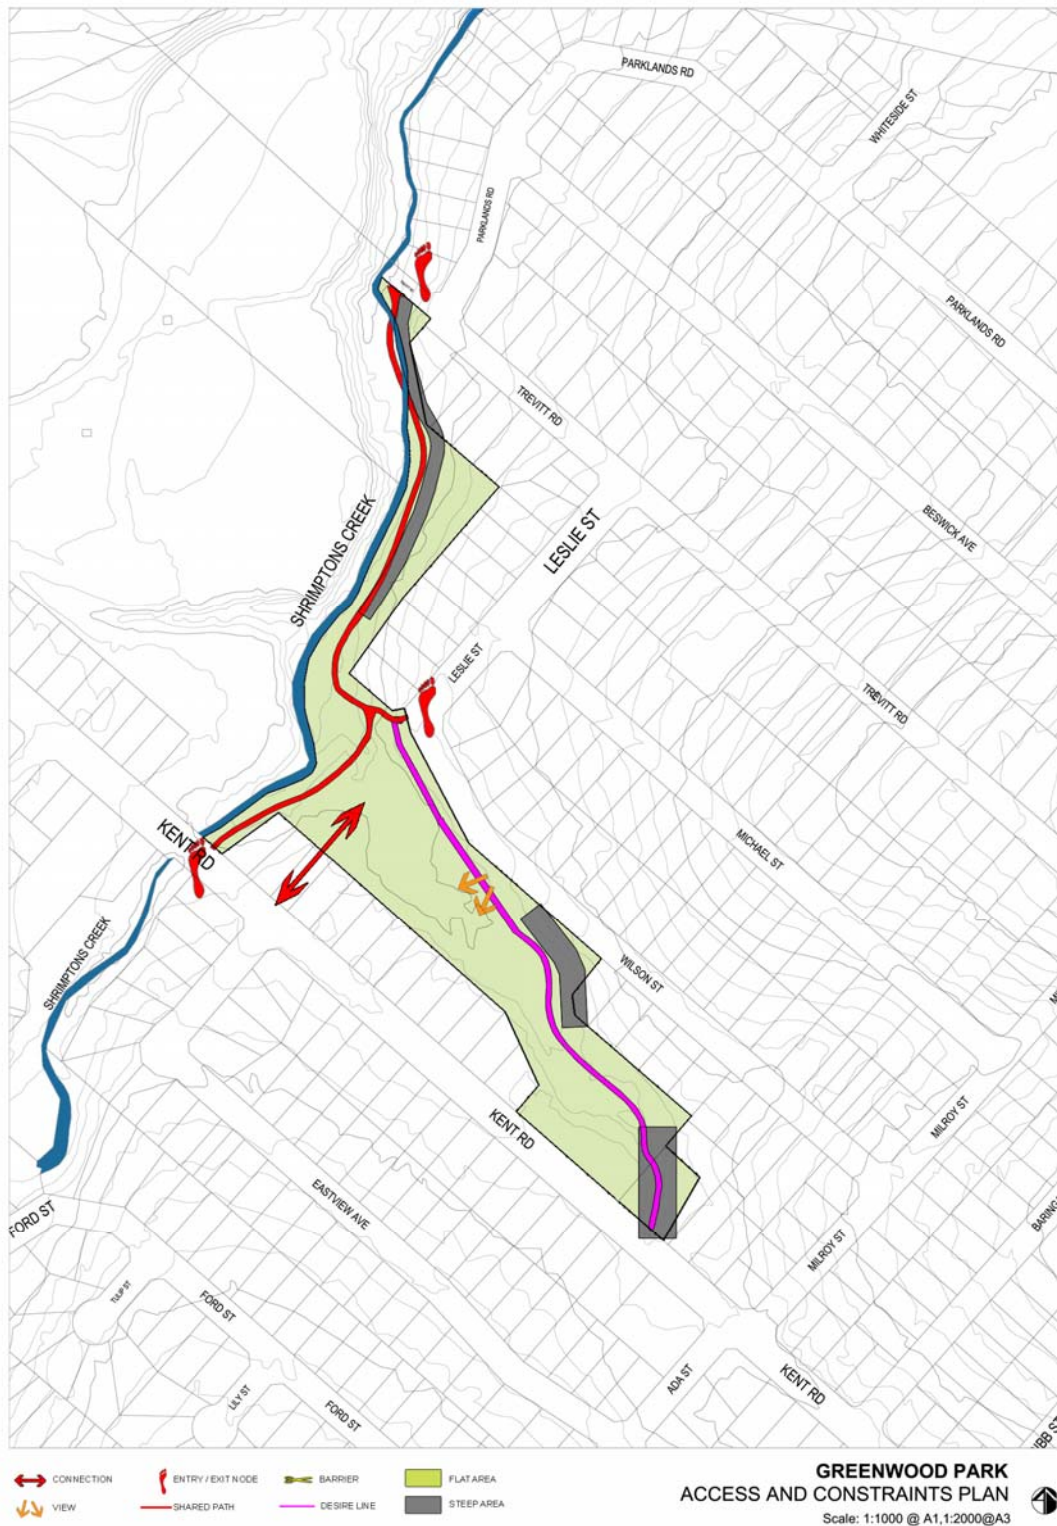 PARKLANDS RD
WHITESIDE ST
PARKLANDS RD
PARKLANDS RD
TREVITT RD
LESLIE ST
BESWICK AVE
SHRIMPTONS CREEK
LESLIE ST
TREVITT RD
KENT RD
MICHAEL ST
SHRIMPTONS CREEK
WILSON ST
KENT RD
MILROY ST
EASTVIEW AVE
FORD ST
BARING
MILROY ST
TULIP ST
FORD ST
ADA ST
KENT RD
LILY ST
FORD ST
BB ST
CONNECTION
ENTRY / EXIT NODE
BARRIER
FLAT AREA
VIEW
SHARED PATH
DESIRE LINE
STEEP AREA
GREENWOOD PARK
ACCESS AND CONSTRAINTS PLAN
Scale: 1:1000 @ A1,1:2000@A3